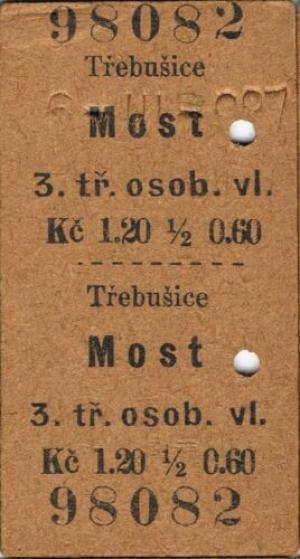 98082
Třebušice
Most
3. tř. osob. vl.
Kč 1.20 ½ 0.60
Třebušice
Most
3. tř. osob. vl.
Kč 1.20 ½ 0.60
98082